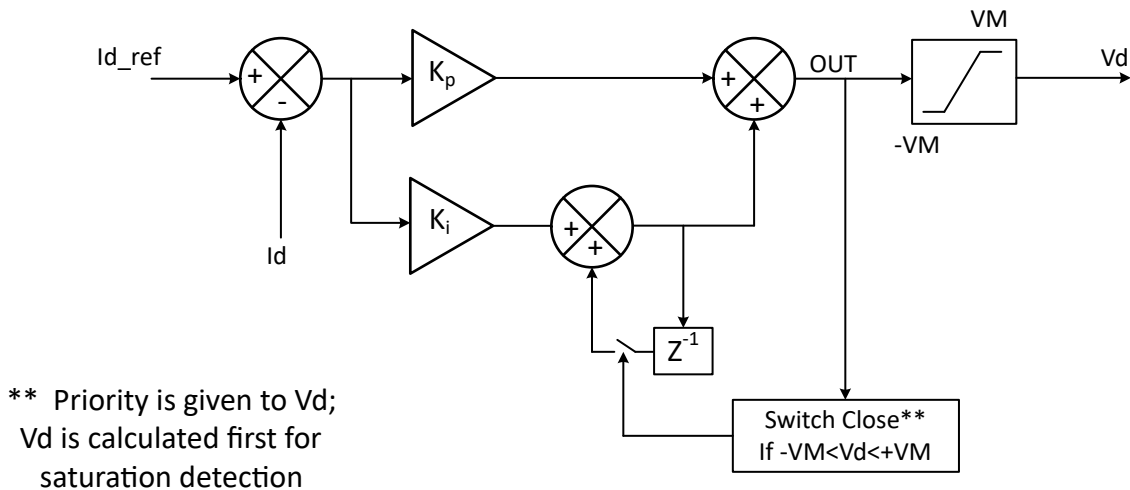 VM
Id_ref
+
-
Kp
+
+
OUT
Vd
-VM
Ki
+
+
Id
Z-1
** Priority is given to Vd;
Vd is calculated first for
saturation detection
Switch Close**
If -VM<Vd<+VM